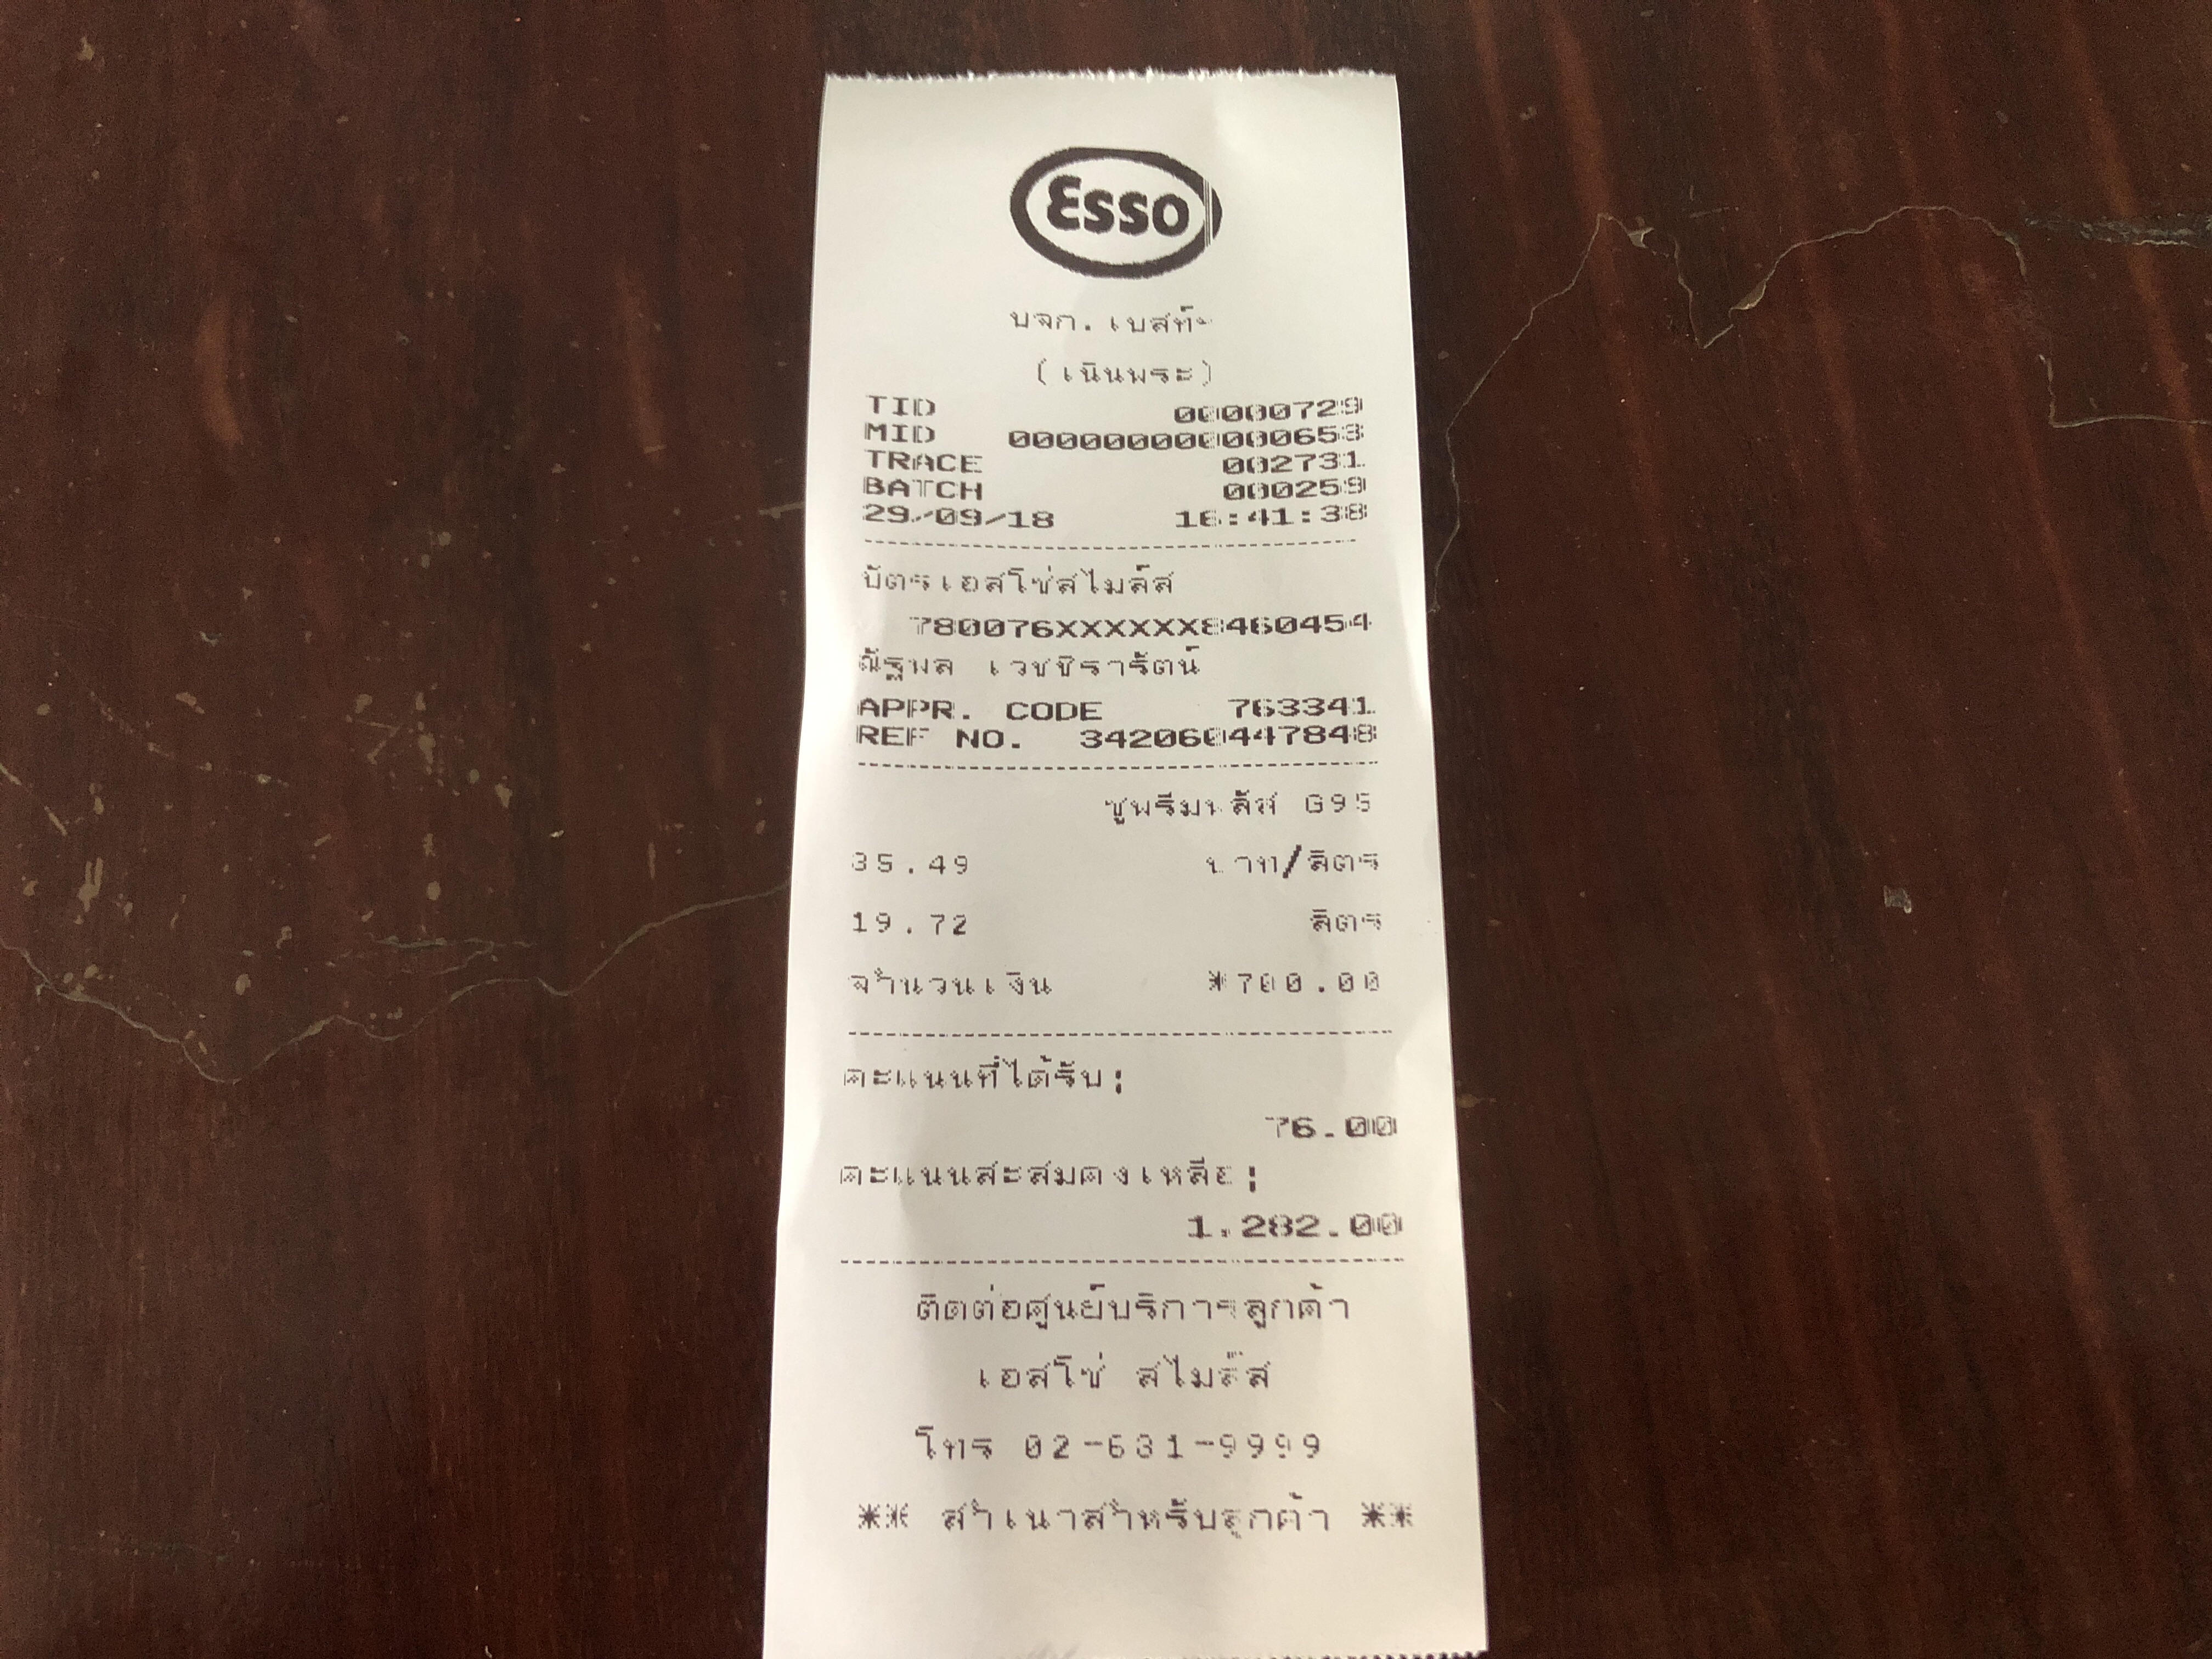 Esso
บจก. เบสท์ฯ
(เนินพระ)
TID 00000729
MID 000000000000653
TRACE 002731
BATCH 000259
29/09/18 16:41:38
บัตรเอสโซ่สไมล์ส
780076XXXXXX8460454
ณัฐพล เวชชิรารัตน์
APPR. CODE 763341
REF NO. 342060447848
ซูพรีมพลัส G95
35.49 บาท/ลิตร
19.72 ลิตร
จำนวนเงิน *700.00
คะแนนที่ได้รับ:
76.00
คะแนนสะสมคงเหลือ:
1,282.00
ติดต่อศูนย์บริการลูกค้า
เอสโซ่ สไมล์ส
โทร 02-631-9999
** สำเนาสำหรับลูกค้า **